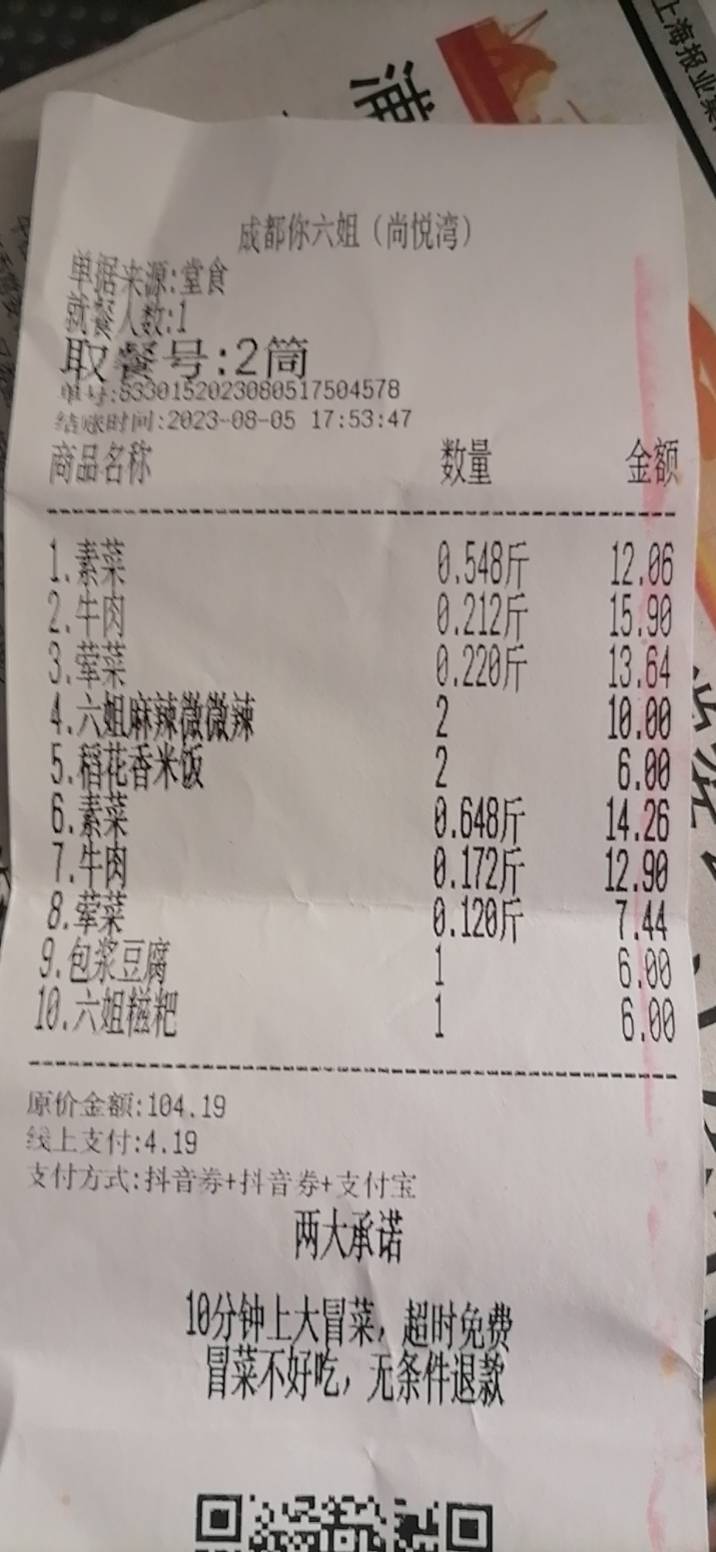 上海报业集
浦
成都你六姐（尚悦湾）
单据来源:堂食
就餐人数:1
取餐号:2筒
单号:8330152023080517504578
结账时间:2023-08-05 17:53:47
商品名称 数量 金额
1.素菜 0.548斤 12.06
2.牛肉 0.212斤 15.90
3.荤菜 0.220斤 13.64
4.六姐麻辣微微辣 2 10.00
5.稻花香米饭 2 6.00
6.素菜 0.648斤 14.26
7.牛肉 0.172斤 12.90
8.荤菜 0.120斤 7.44
9.包浆豆腐 1 6.00
10.六姐糍粑 1 6.00
原价金额:104.19
线上支付:4.19
支付方式:抖音券+抖音券+支付宝
两大承诺
10分钟上大冒菜，超时免费
冒菜不好吃，无条件退款